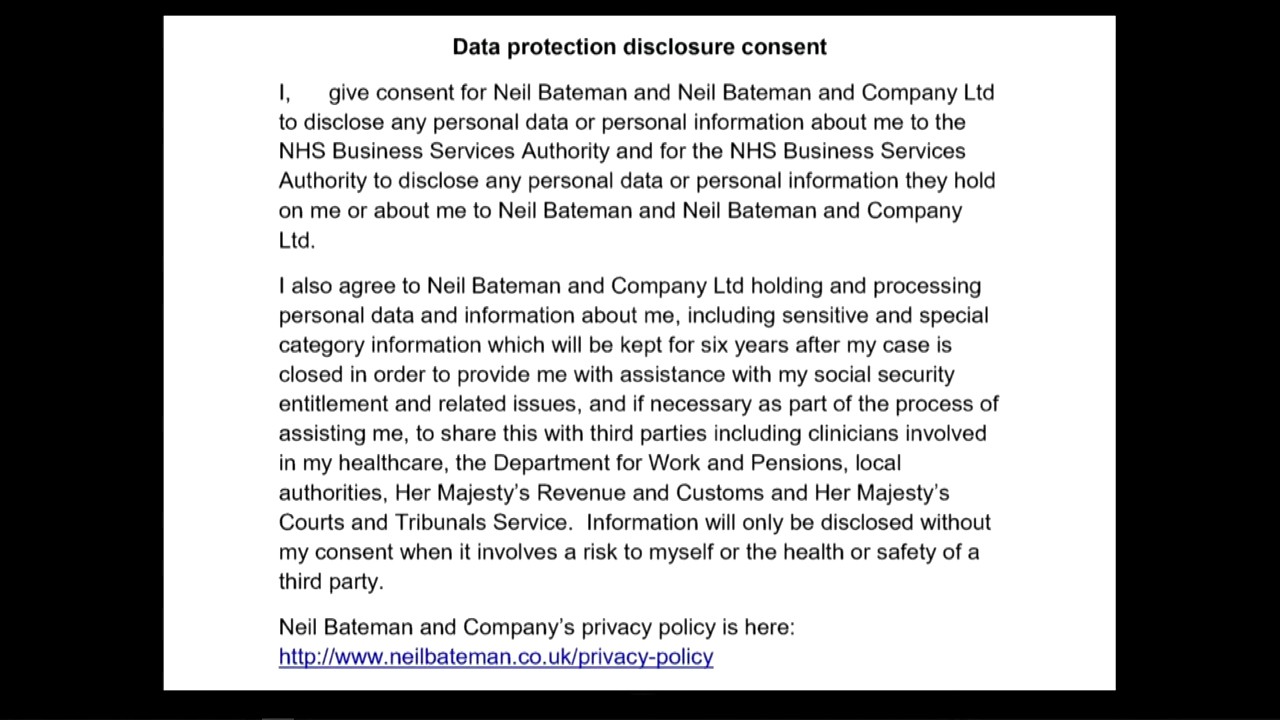 Data protection disclosure consent
I, give consent for Neil Bateman and Neil Bateman and Company Ltd
to disclose any personal data or personal information about me to the
NHS Business Services Authority and for the NHS Business Services
Authority to disclose any personal data or personal information they hold
on me or about me to Neil Bateman and Neil Bateman and Company
Ltd.
I also agree to Neil Bateman and Company Ltd holding and processing
personal data and information about me, including sensitive and special
category information which will be kept for six years after my case is
closed in order to provide me with assistance with my social security
entitlement and related issues, and if necessary as part of the process of
assisting me, to share this with third parties including clinicians involved
in my healthcare, the Department for Work and Pensions, local
authorities, Her Majesty’s Revenue and Customs and Her Majesty’s
Courts and Tribunals Service.  Information will only be disclosed without
my consent when it involves a risk to myself or the health or safety of a
third party.
Neil Bateman and Company’s privacy policy is here:
http://www.neilbateman.co.uk/privacy-policy